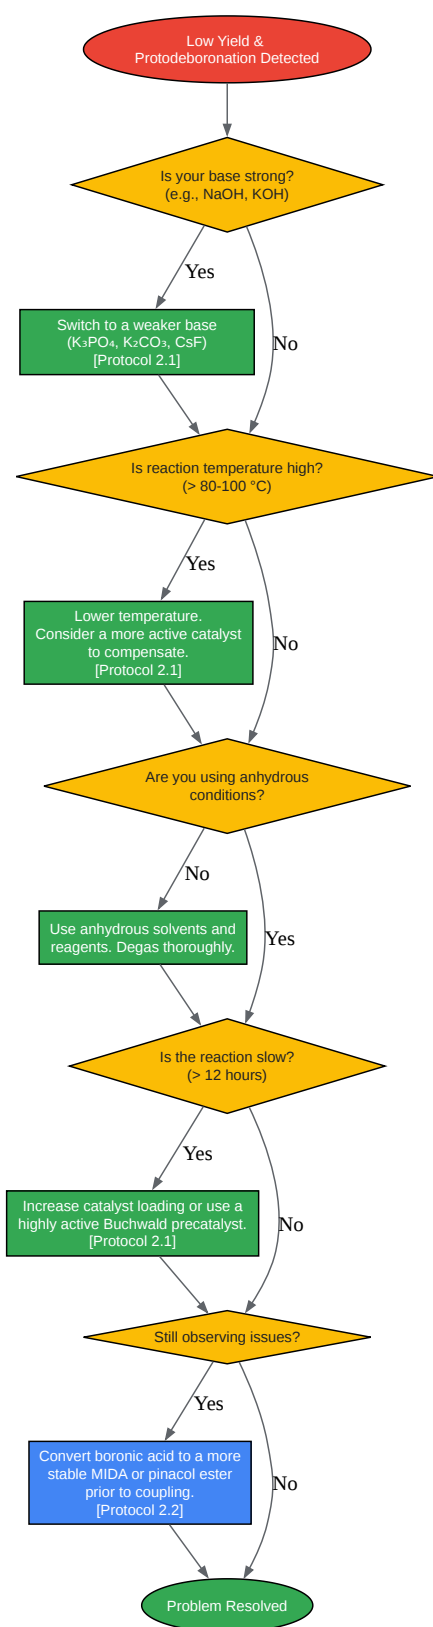 Low Yield &
Protodeboronation Detected
Is your base strong?
(e.g., NaOH, KOH)
Yes
No
Switch to a weaker base
(K₃PO₄, K₂CO₃, CsF)
[Protocol 2.1]
Is reaction temperature high?
(> 80-100 °C)
Yes
No
Lower temperature.
Consider a more active catalyst
to compensate.
[Protocol 2.1]
Are you using anhydrous
conditions?
No
Yes
Use anhydrous solvents and
reagents. Degas thoroughly.
Is the reaction slow?
(> 12 hours)
Yes
No
Increase catalyst loading or use a
highly active Buchwald precatalyst.
[Protocol 2.1]
Still observing issues?
Yes
No
Convert boronic acid to a more
stable MIDA or pinacol ester
prior to coupling.
[Protocol 2.2]
Problem Resolved